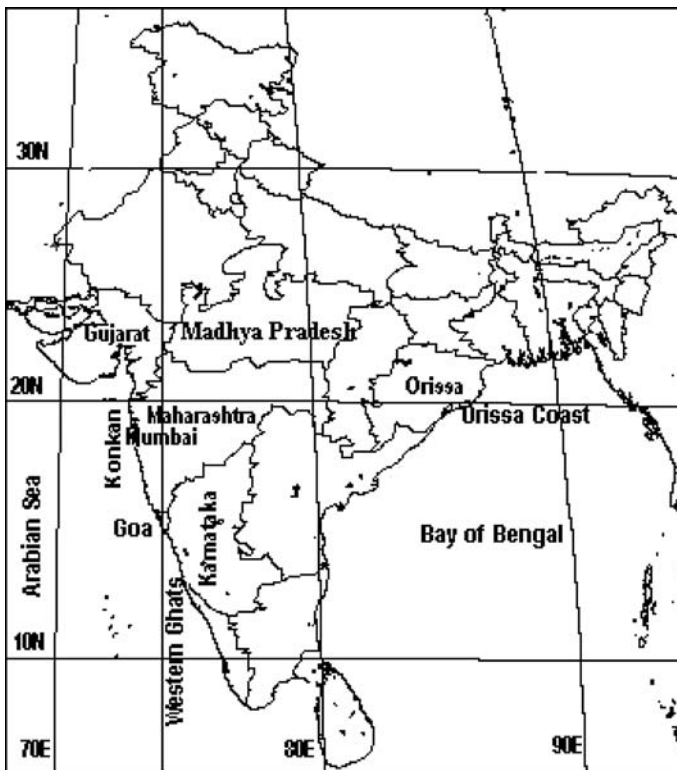 30N
Gujarat
Madhya Pradesh
20N
Orissa
Maharashtra
Orissa Coast
Mumbai
Konkan
Goa
Karnataka
Arabian Sea
Bay of Bengal
Western Ghats
10N
70E
80E
90E